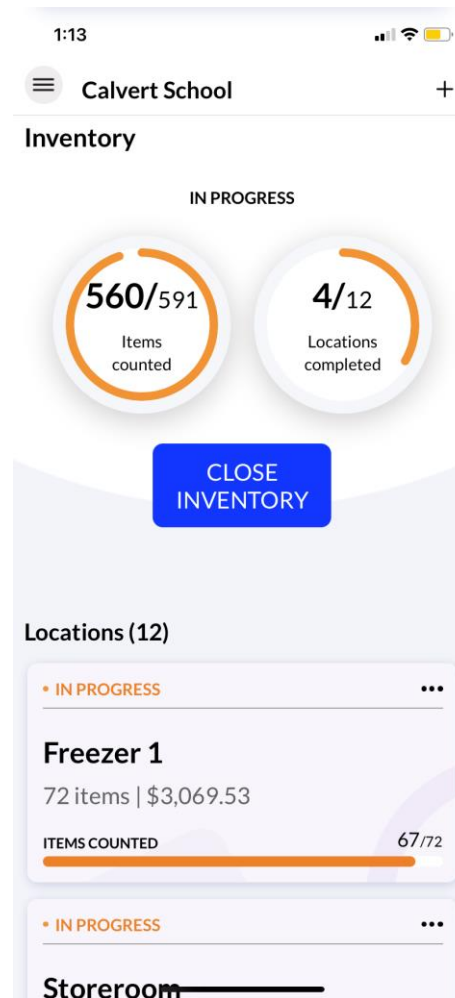 1:13
Calvert School +
Inventory
IN PROGRESS
560/591
Items
counted
4/12
Locations
completed
CLOSE
INVENTORY
Locations (12)
• IN PROGRESS
Freezer 1
72 items | $3,069.53
ITEMS COUNTED 67/72
• IN PROGRESS
Storeroom